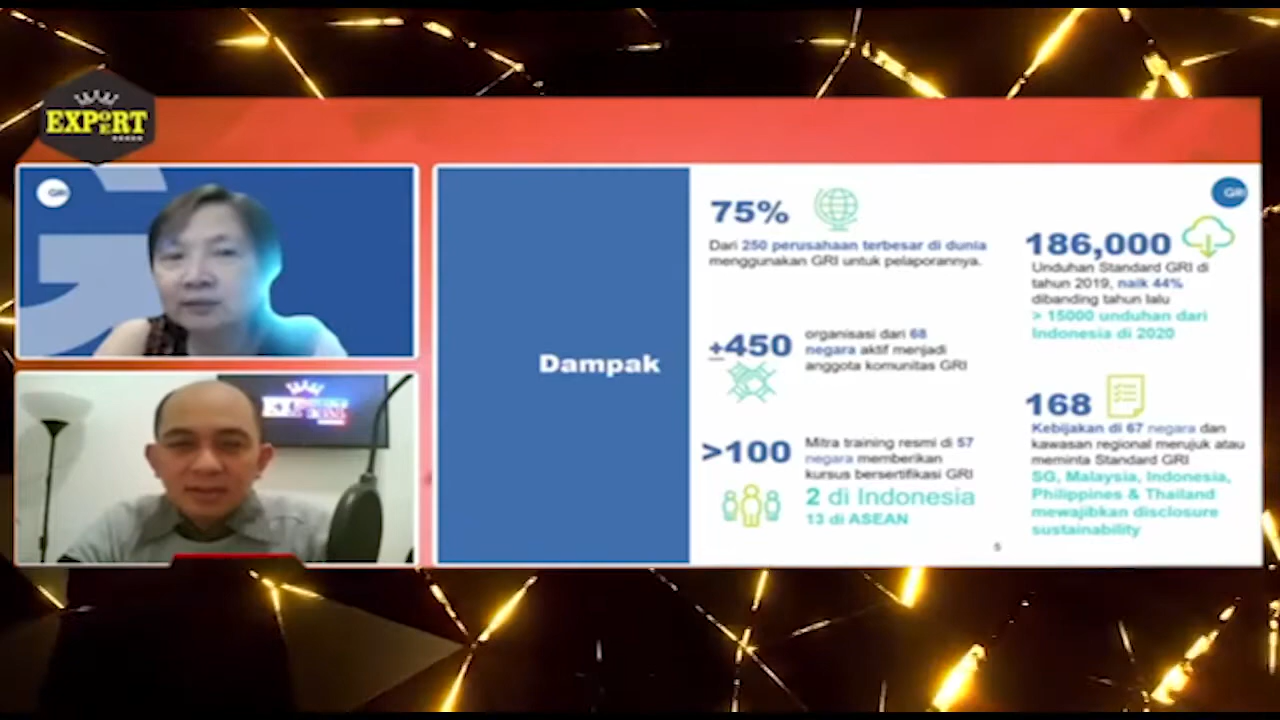 EXPOERT
GRI
Dampak
75%
Dari 250 perusahaan terbesar di dunia
menggunakan GRI untuk pelaporannya.
+450
organisasi dari 68
negara aktif menjadi
anggota komunitas GRI
>100
Mitra training resmi di 57
negara memberikan
kursus bersertifikasi GRI
2 di Indonesia
13 di ASEAN
GRI
186,000
Unduhan Standard GRI di
tahun 2019, naik 44%
dibanding tahun lalu
> 15000 unduhan dari
Indonesia di 2020
168
Kebijakan di 67 negara dan
kawasan regional merujuk atau
meminta Standard GRI
SG, Malaysia, Indonesia,
Philippines & Thailand
mewajibkan disclosure
sustainability
5